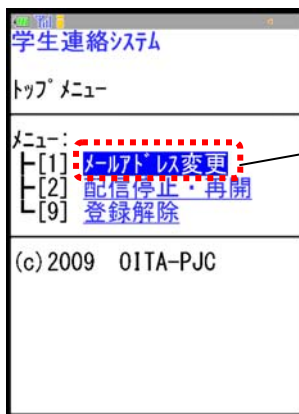 学生連絡ｼｽﾃﾑ
ﾄｯﾌﾟﾒﾆｭｰ
ﾒﾆｭｰ:
├[1] ﾒｰﾙｱﾄﾞﾚｽ変更
├[2] 配信停止・再開
└[9] 登録解除
(c)2009 OITA-PJC